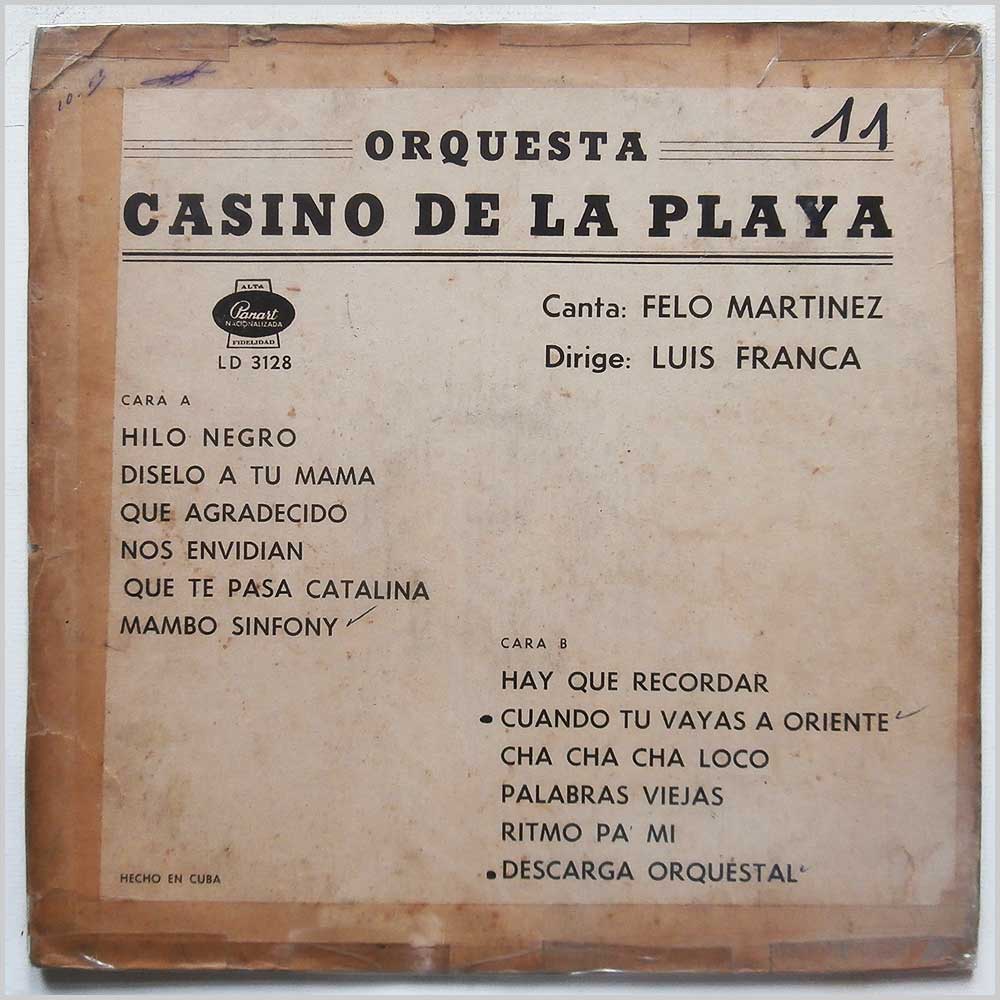 10.
11
ORQUESTA
CASINO DE LA PLAYA
ALTA
Panart
NACIONALIZADA
FIDELIDAD
LD 3128
Canta: FELO MARTINEZ
Dirige: LUIS FRANCA
CARA A
HILO NEGRO
DISELO A TU MAMA
QUE AGRADECIDO
NOS ENVIDIAN
QUE TE PASA CATALINA
MAMBO SINFONY
CARA B
HAY QUE RECORDAR
CUANDO TU VAYAS A ORIENTE
CHA CHA CHA LOCO
PALABRAS VIEJAS
RITMO PA' MI
DESCARGA ORQUESTAL
HECHO EN CUBA